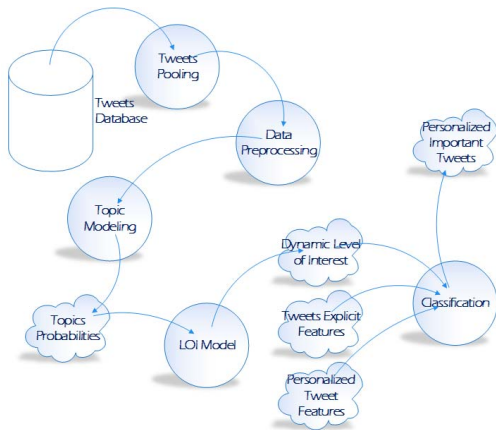 Tweets
Pooling
Tweets
Database
Data
Preprocessing
Personalized
Important
Tweets
Topic
Modeling
Dynamic Level
of Interest
Tweets Explicit
Features
Classification
Topics
Probabilities
LOI Model
Personalized
Tweet
Features